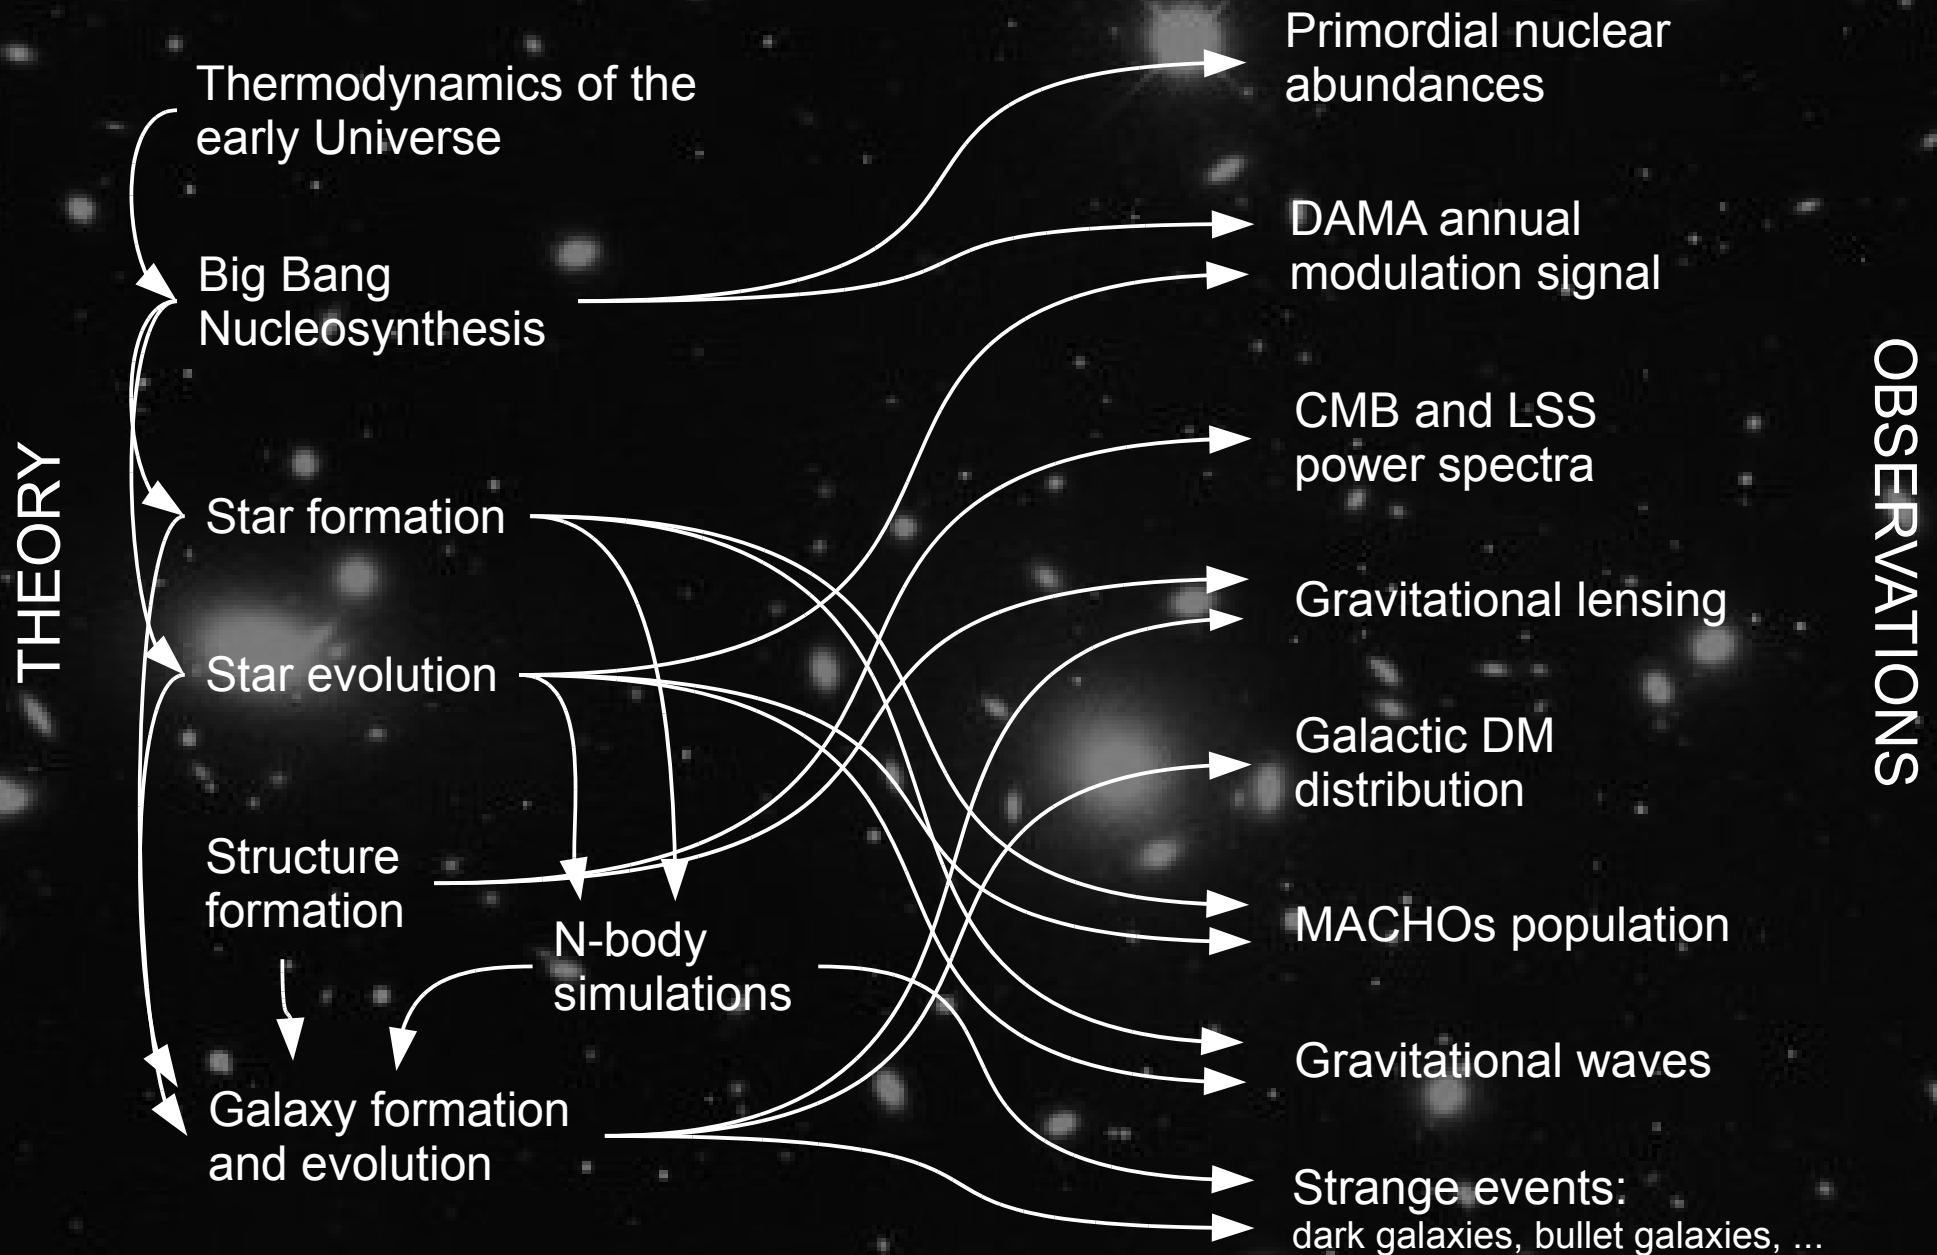 THEORY
Thermodynamics of the
early Universe
Big Bang
Nucleosynthesis
Star formation
Star evolution
Structure
formation
N-body
simulations
Galaxy formation
and evolution
Primordial nuclear
abundances
DAMA annual
modulation signal
CMB and LSS
power spectra
Gravitational lensing
Galactic DM
distribution
MACHOs population
Gravitational waves
Strange events:
dark galaxies, bullet galaxies, ...
OBSERVATIONS